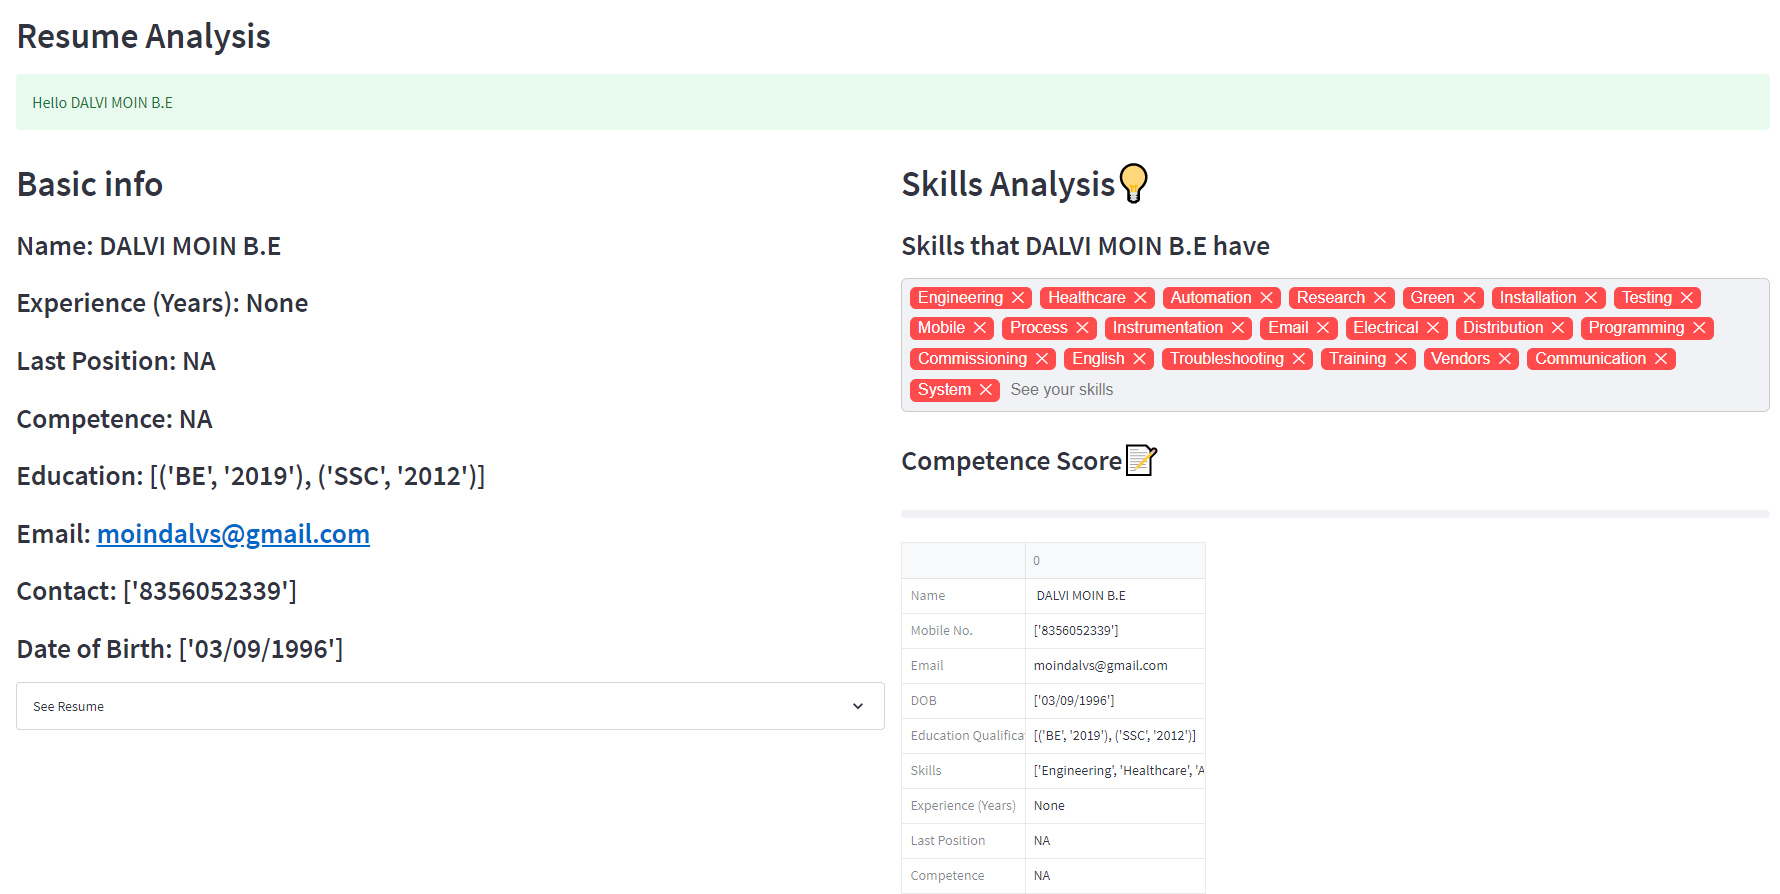 Resume Analysis
Hello DALVI MOIN B.E
Basic info
Name: DALVI MOIN B.E
Experience (Years): None
Last Position: NA
Competence: NA
Education: [('BE', '2019'), ('SSC', '2012')]
Email: moindalvs@gmail.com
Contact: ['8356052339']
Date of Birth: ['03/09/1996']
See Resume
Skills Analysis
Skills that DALVI MOIN B.E have
Engineering Healthcare Automation Research Green Installation Testing
Mobile Process Instrumentation Email Electrical Distribution Programming
Commissioning English Troubleshooting Training Vendors Communication
System See your skills
Competence Score
0
Name DALVI MOIN B.E
Mobile No. ['8356052339']
Email moindalvs@gmail.com
DOB ['03/09/1996']
Education Qualifica [('BE', '2019'), ('SSC', '2012')]
Skills ['Engineering', 'Healthcare', 'A
Experience (Years) None
Last Position NA
Competence NA